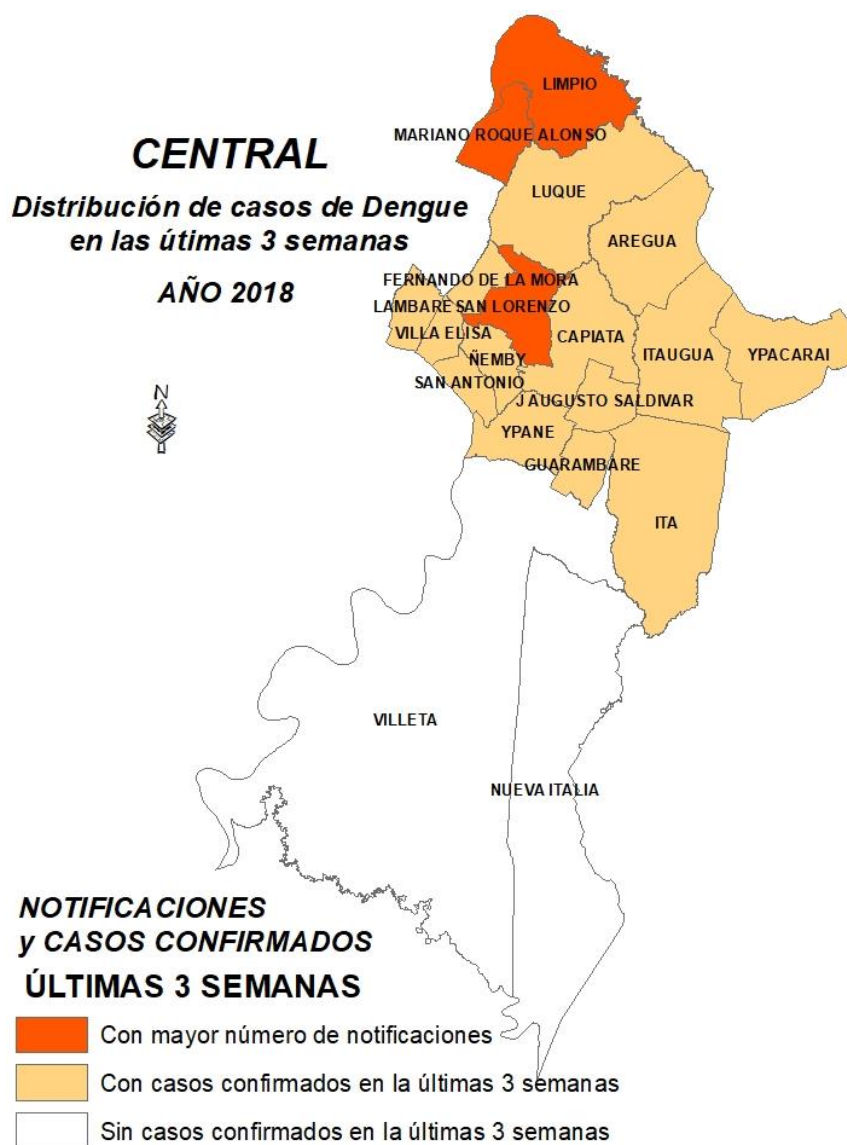 CENTRAL
Distribución de casos de Dengue
en las útimas 3 semanas
AÑO 2018
N
LIMPIO
MARIANO ROQUE ALONSO
LUQUE
AREGUA
FERNANDO DE LA MORA
LAMBARE
SAN LORENZO
VILLA ELISA
CAPIATA
ITAUGUA
YPACARAI
ÑEMBY
SAN ANTONIO
J AUGUSTO SALDIVAR
YPANE
GUARAMBARE
ITA
VILLETA
NUEVA ITALIA
NOTIFICACIONES
y CASOS CONFIRMADOS
ÚLTIMAS 3 SEMANAS
Con mayor número de notificaciones
Con casos confirmados en la últimas 3 semanas
Sin casos confirmados en la últimas 3 semanas